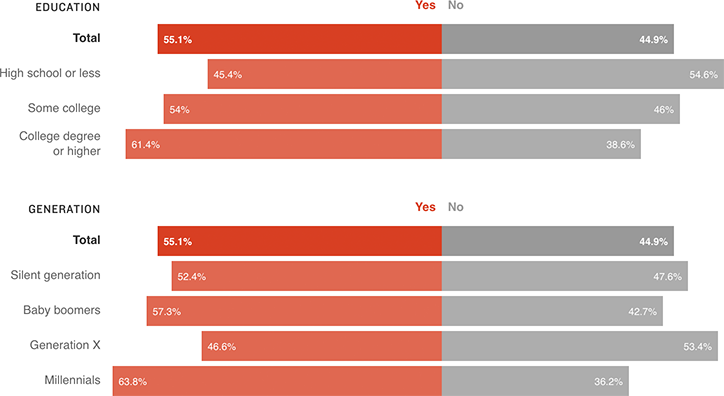 EDUCATION Yes No
Total 55.1% 44.9%
High school or less 45.4% 54.6%
Some college 54% 46%
College degree
or higher 61.4% 38.6%
GENERATION Yes No
Total 55.1% 44.9%
Silent generation 52.4% 47.6%
Baby boomers 57.3% 42.7%
Generation X 46.6% 53.4%
Millennials 63.8% 36.2%